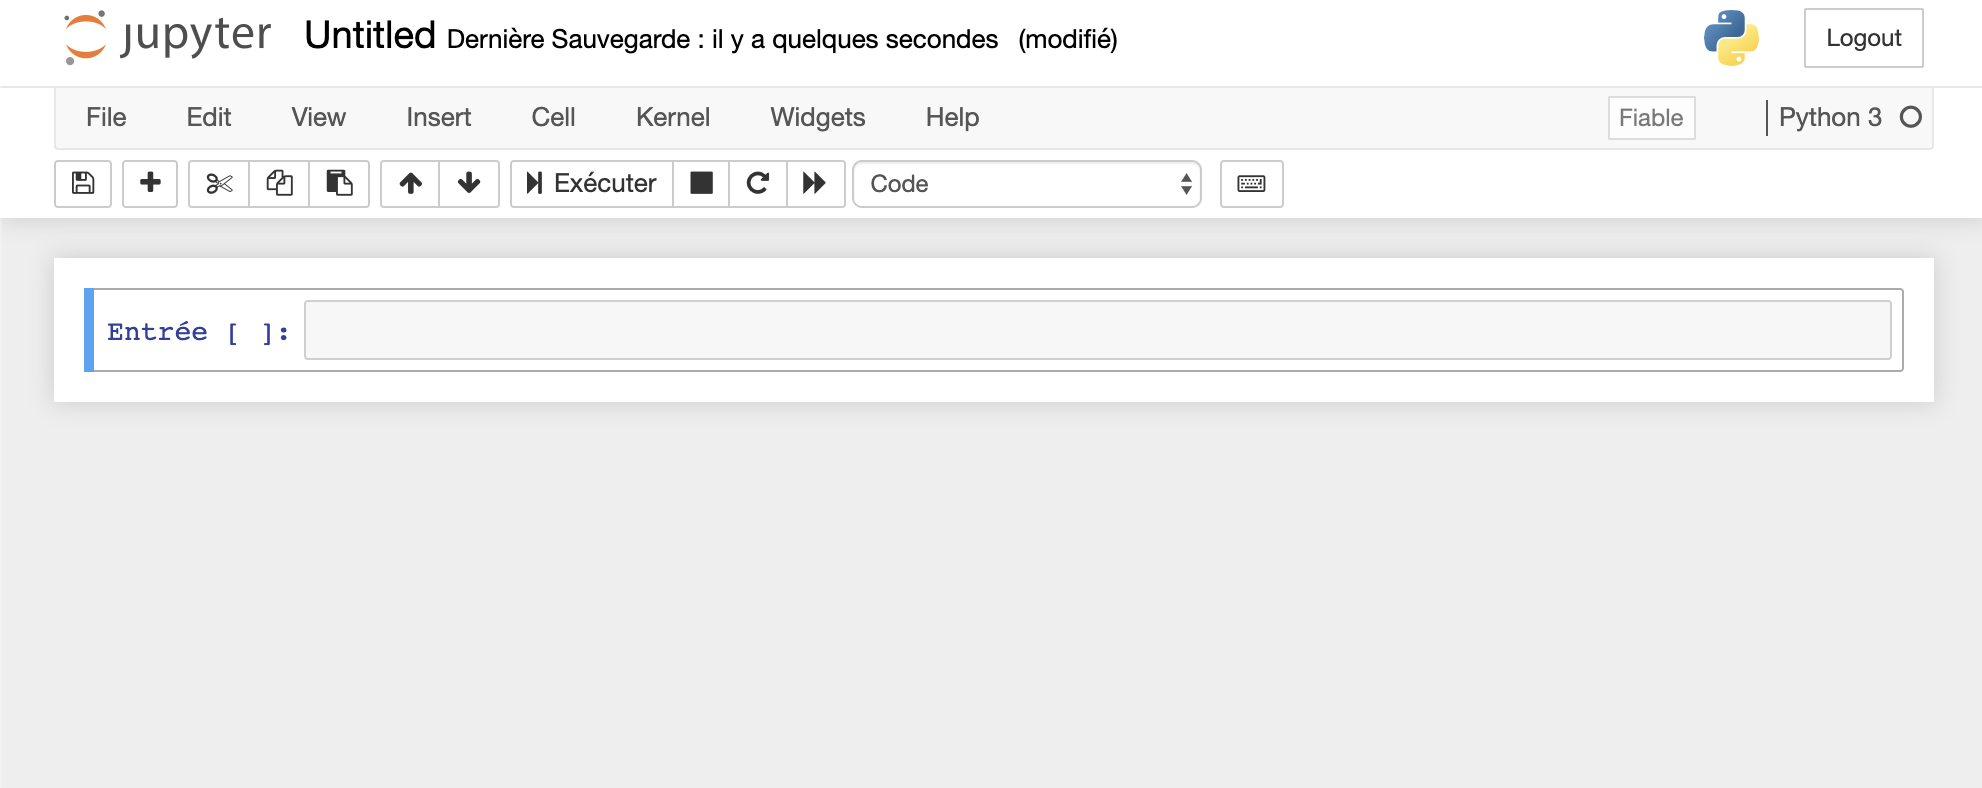 jupyter Untitled Dernière Sauvegarde : il y a quelques secondes (modifié) Logout
File Edit View Insert Cell Kernel Widgets Help Fiable Python 3
Exécuter Code
Entrée [ ]: